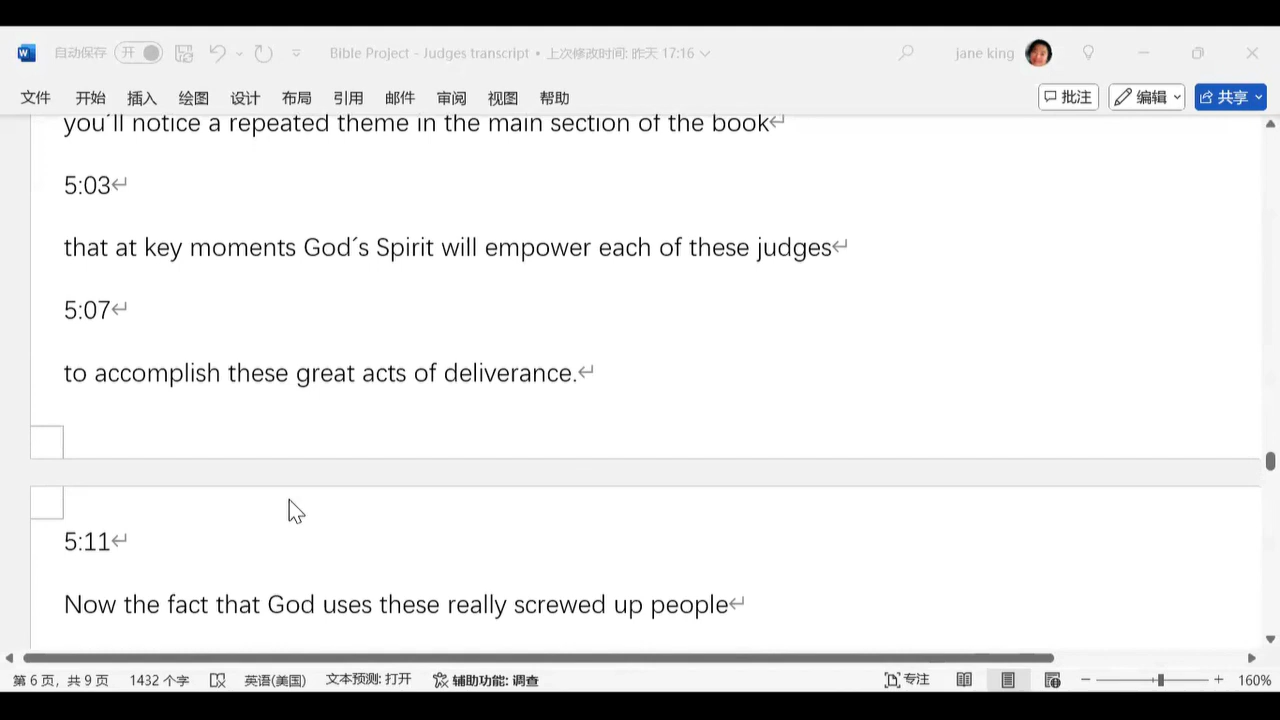 自动保存 开 Bible Project - Judges transcript • 上次修改时间: 昨天 17:16 jane king
文件 开始 插入 绘图 设计 布局 引用 邮件 审阅 视图 帮助 批注 编辑 共享
you´ll notice a repeated theme in the main section of the book
5:03
that at key moments God´s Spirit will empower each of these judges
5:07
to accomplish these great acts of deliverance.
5:11
Now the fact that God uses these really screwed up people
第 6 页，共 9 页 1432 个字 英语(美国) 文本预测: 打开 辅助功能: 调查 专注 160%